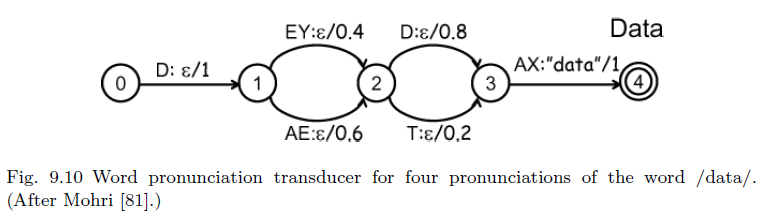 Data
EY:ε/0.4 D:ε/0.8
D: ε/1 AX:"data"/1
0 1 2 3 4
AE:ε/0.6 T:ε/0.2
Fig. 9.10 Word pronunciation transducer for four pronunciations of the word /data/.
(After Mohri [81].)